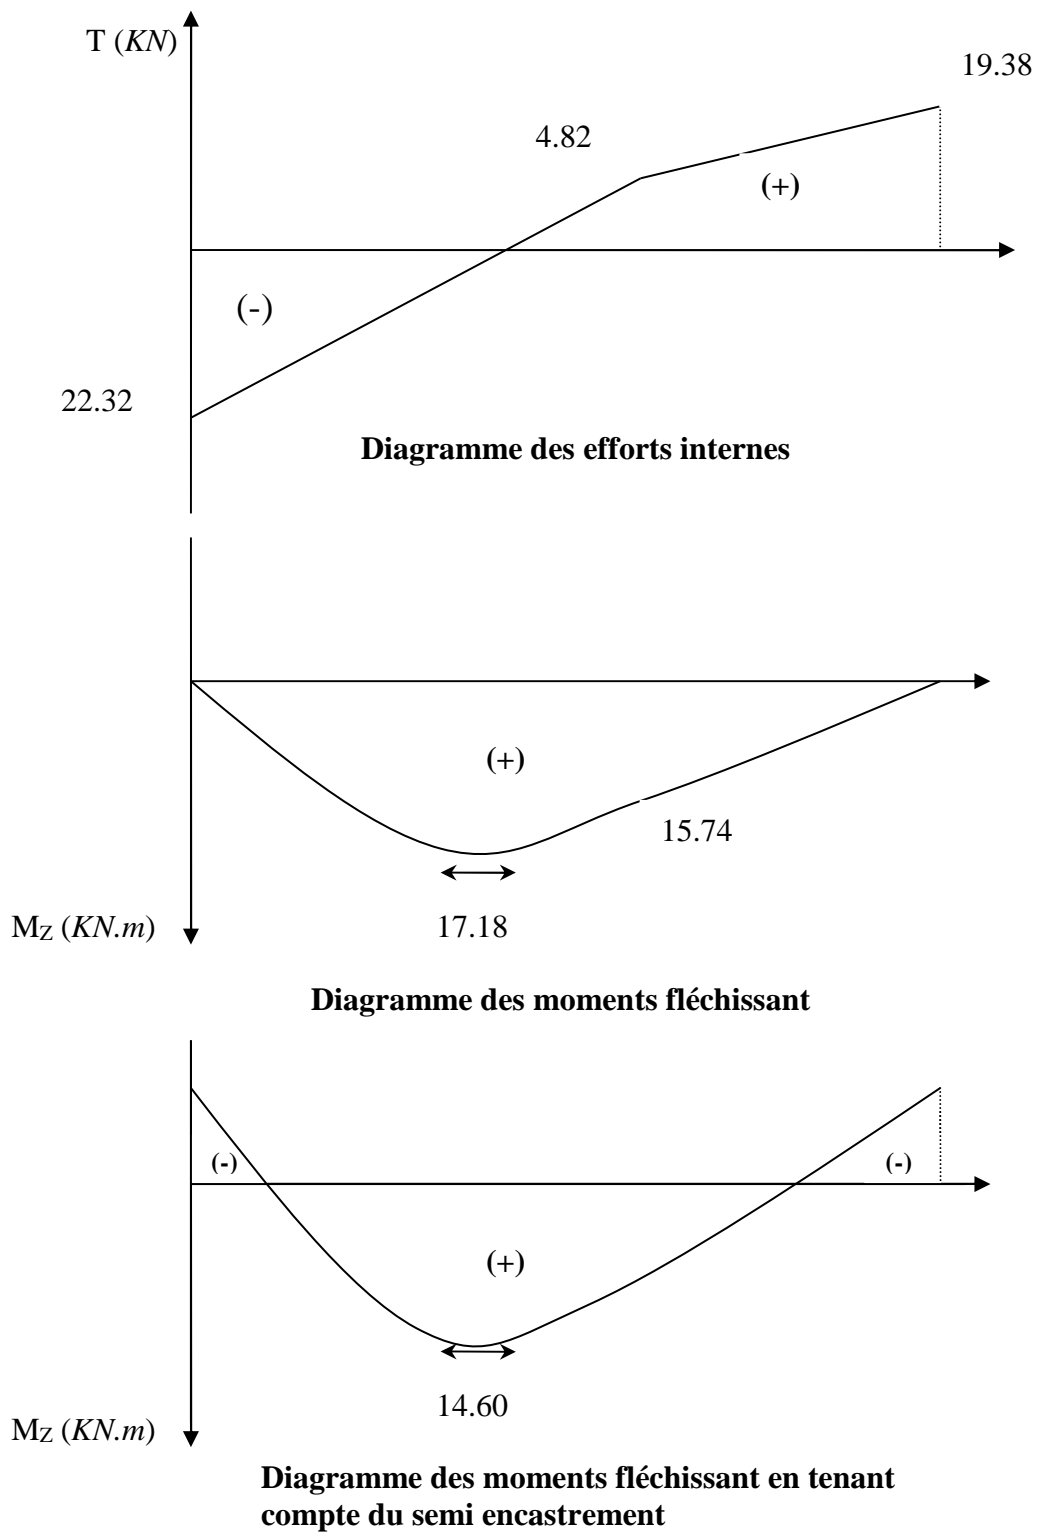 T (KN)
19.38
4.82
(+)
(-)
22.32
Diagramme des efforts internes
(+)
15.74
MZ (KN.m)
17.18
Diagramme des moments fléchissant
(-)
(-)
(+)
14.60
MZ (KN.m)
Diagramme des moments fléchissant en tenant
compte du semi encastrement